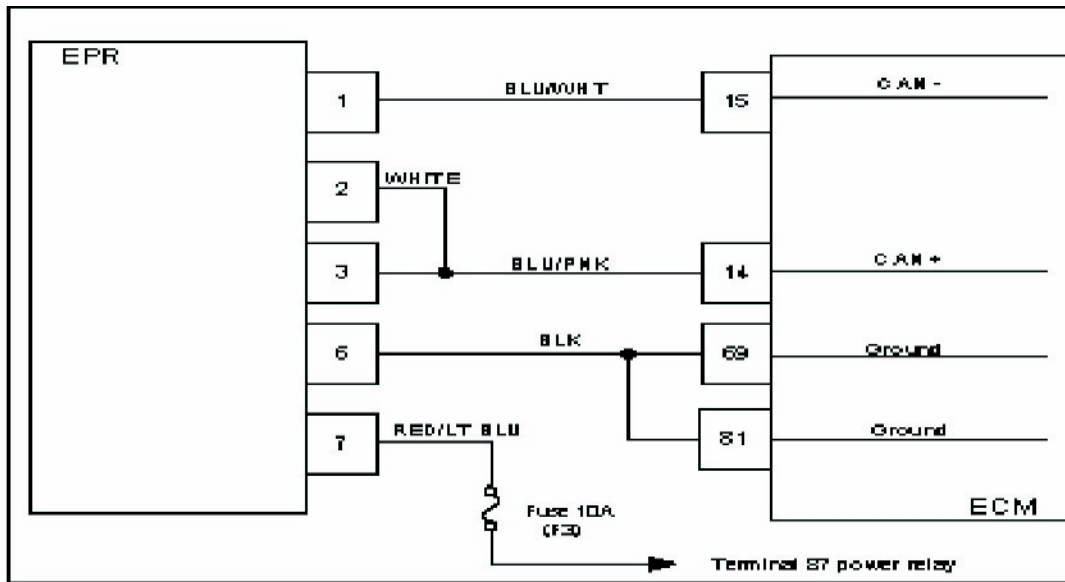 EPR
1
BLU/WHT
15
CAN -
2
WHITE
3
BLU/PNK
14
CAN +
6
BLK
69
Ground
7
RED/LT BLU
81
Ground
Fuse 10A
(F3)
ECM
Terminal 87 power relay